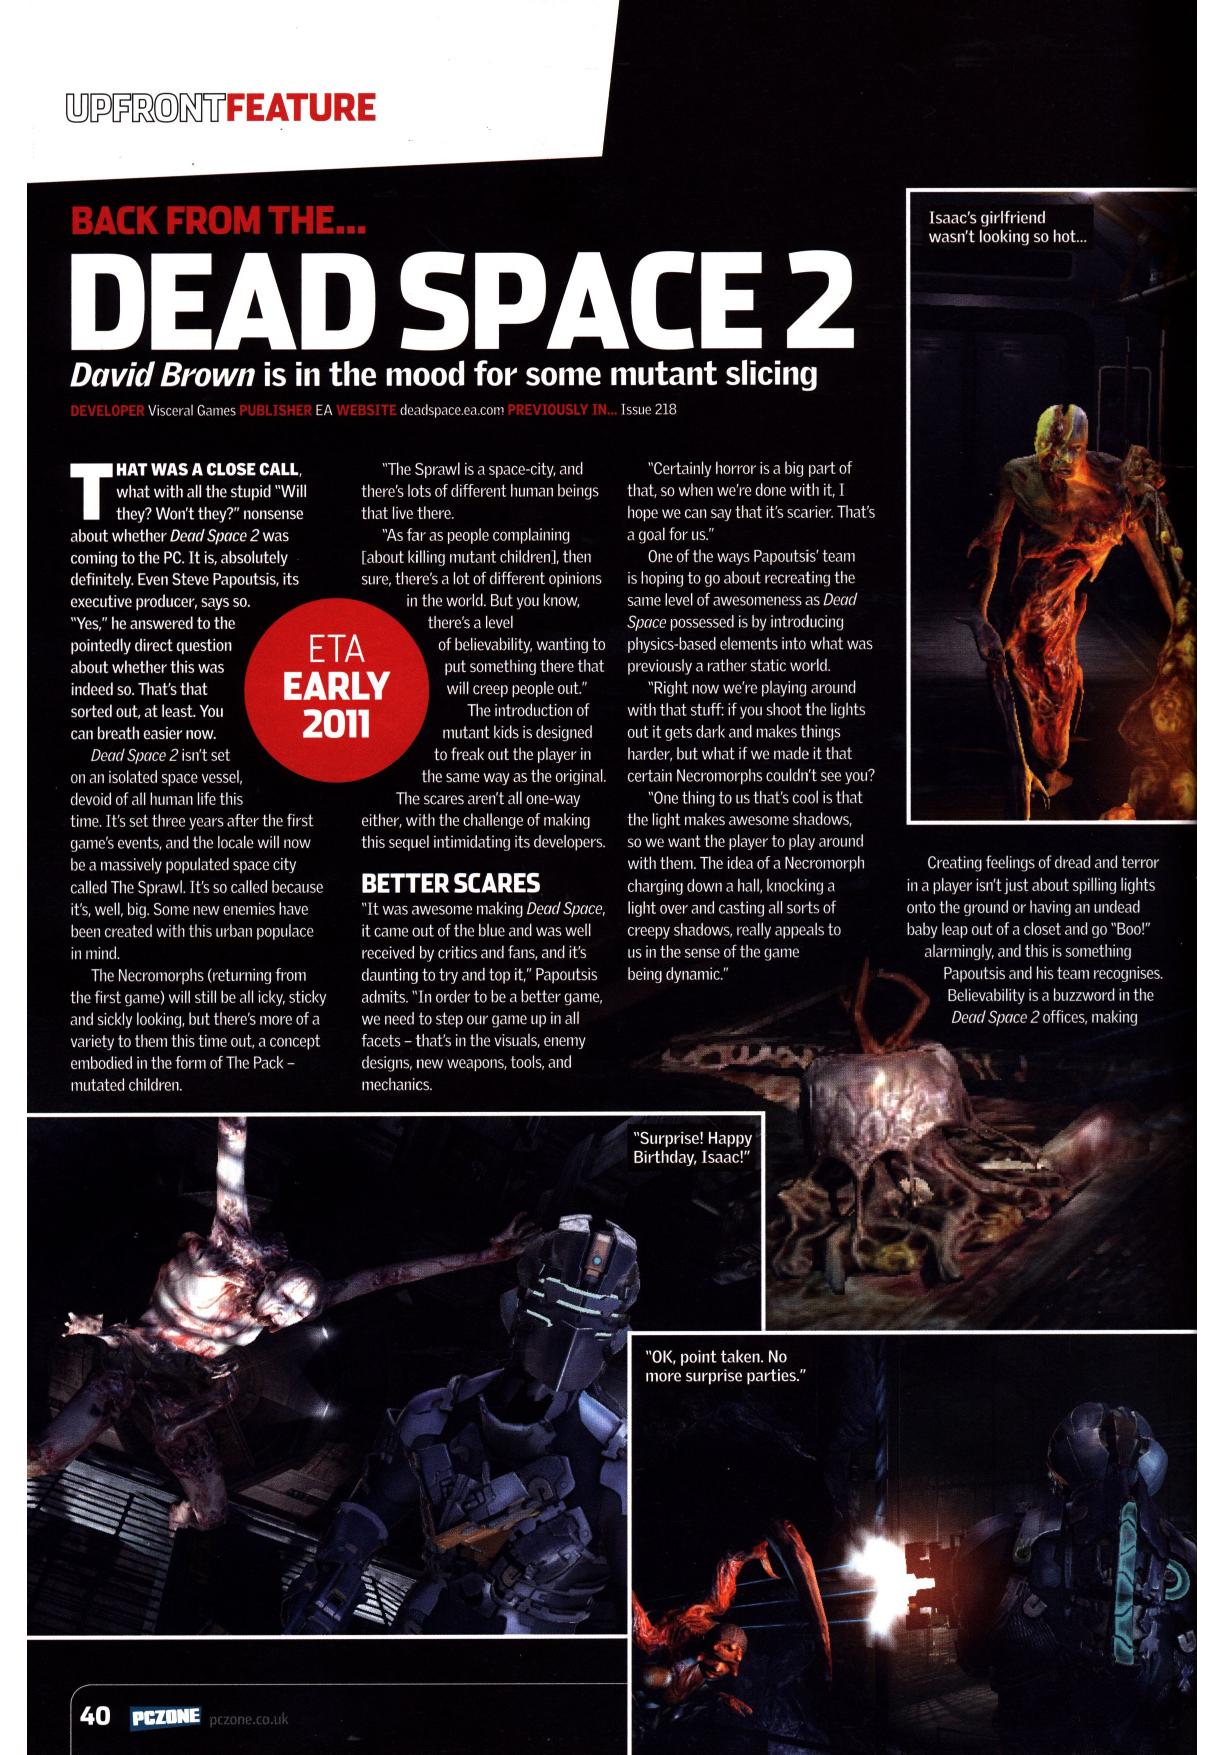 UPFRONTFEATURE
BACK FROM THE...
DEAD SPACE 2
David Brown is in the mood for some mutant slicing
DEVELOPER Visceral Games PUBLISHER EA WEBSITE deadspace.ea.com PREVIOUSLY IN... Issue 218
THAT WAS A CLOSE CALL,
what with all the stupid "Will
they? Won't they?" nonsense
about whether Dead Space 2 was
coming to the PC. It is, absolutely
definitely. Even Steve Papoutsis, its
executive producer, says so.
"Yes," he answered to the
pointedly direct question
about whether this was
indeed so. That's that
sorted out, at least. You
can breath easier now.
Dead Space 2 isn't set
on an isolated space vessel,
devoid of all human life this
time. It's set three years after the first
game's events, and the locale will now
be a massively populated space city
called The Sprawl. It's so called because
it's, well, big. Some new enemies have
been created with this urban populace
in mind.
The Necromorphs (returning from
the first game) will still be all icky, sticky
and sickly looking, but there's more of a
variety to them this time out, a concept
embodied in the form of The Pack –
mutated children.
ETA
EARLY
2011
"The Sprawl is a space-city, and
there's lots of different human beings
that live there.
"As far as people complaining
[about killing mutant children], then
sure, there's a lot of different opinions
in the world. But you know,
there's a level
of believability, wanting to
put something there that
will creep people out."
The introduction of
mutant kids is designed
to freak out the player in
the same way as the original.
The scares aren't all one-way
either, with the challenge of making
this sequel intimidating its developers.
BETTER SCARES
"It was awesome making Dead Space,
it came out of the blue and was well
received by critics and fans, and it's
daunting to try and top it," Papoutsis
admits. "In order to be a better game,
we need to step our game up in all
facets – that's in the visuals, enemy
designs, new weapons, tools, and
mechanics.
"Certainly horror is a big part of
that, so when we're done with it, I
hope we can say that it's scarier. That's
a goal for us."
One of the ways Papoutsis' team
is hoping to go about recreating the
same level of awesomeness as Dead
Space possessed is by introducing
physics-based elements into what was
previously a rather static world.
"Right now we're playing around
with that stuff: if you shoot the lights
out it gets dark and makes things
harder, but what if we made it that
certain Necromorphs couldn't see you?
"One thing to us that's cool is that
the light makes awesome shadows,
so we want the player to play around
with them. The idea of a Necromorph
charging down a hall, knocking a
light over and casting all sorts of
creepy shadows, really appeals to
us in the sense of the game
being dynamic."
Isaac's girlfriend
wasn't looking so hot...
Creating feelings of dread and terror
in a player isn't just about spilling lights
onto the ground or having an undead
baby leap out of a closet and go "Boo!"
alarmingly, and this is something
Papoutsis and his team recognises.
Believability is a buzzword in the
Dead Space 2 offices, making
"Surprise! Happy
Birthday, Isaac!"
"OK, point taken. No
more surprise parties."
40 PCZONE pczone.co.uk